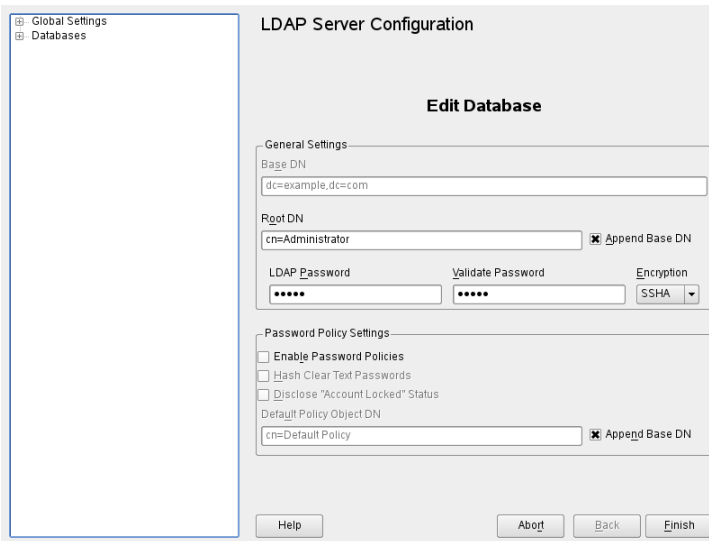 Global Settings
Databases
LDAP Server Configuration
Edit Database
General Settings
Base DN
dc=example,dc=com
Root DN
cn=Administrator
Append Base DN
LDAP Password
Validate Password
Encryption
●●●●●
●●●●●
SSHA
Password Policy Settings
Enable Password Policies
Hash Clear Text Passwords
Disclose "Account Locked" Status
Default Policy Object DN
cn=Default Policy
Append Base DN
Help
Abort
Back
Finish